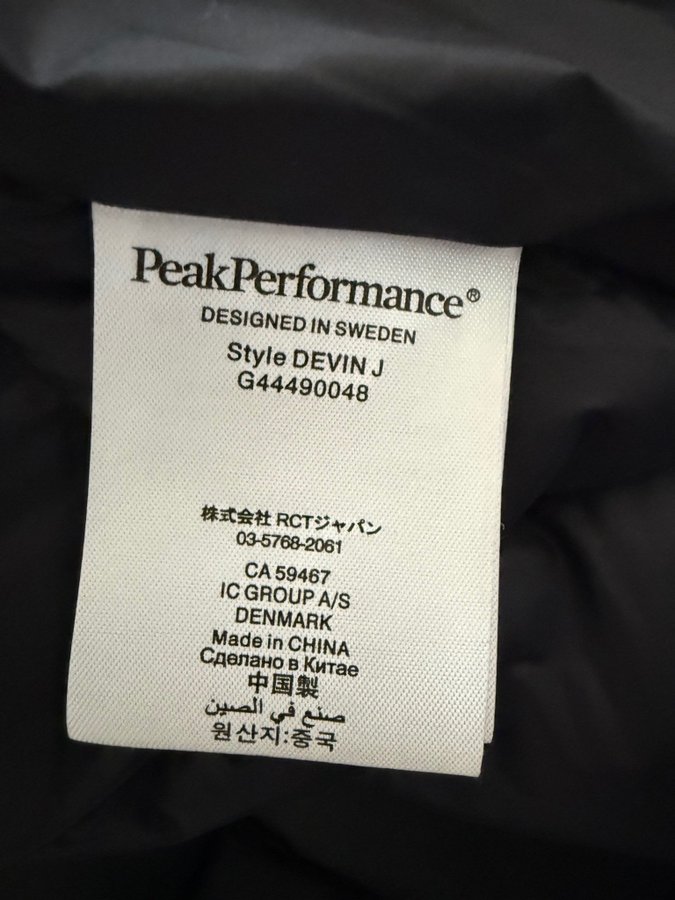 PeakPerformance®
DESIGNED IN SWEDEN
Style DEVIN J
G44490048
株式会社 RCTジャパン
03-5768-2061
CA 59467
IC GROUP A/S
DENMARK
Made in CHINA
Сделано в Китае
中国製
صنع في الصين
원산지:중국